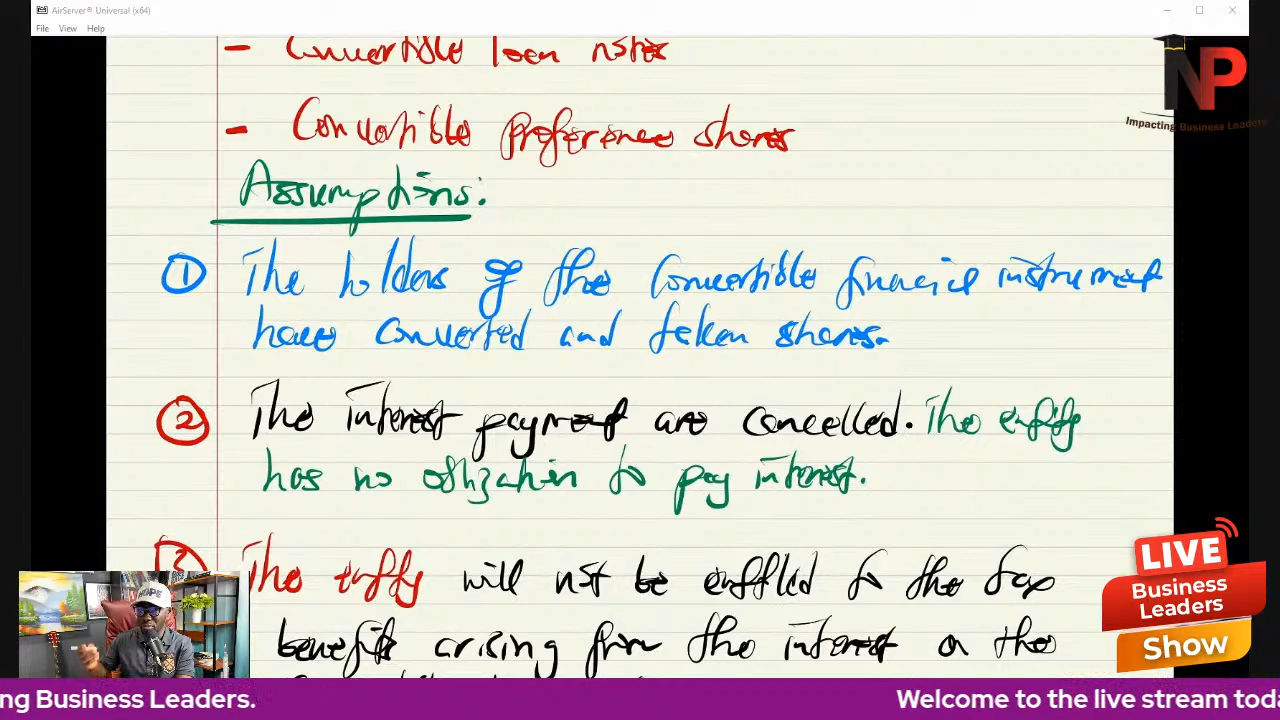 AirServer® Universal (x64)
File View Help
- Convertible loan notes
- Convertible preference shares
NP
Impacting Business Leaders
Assumptions:
① The holders of the convertible financial instrument
have converted and taken shares.
② The interest payment are cancelled. The entity
has no obligation to pay interest.
③ The entity will not be entitled to the tax
benefits arising from the interest on the
LIVE
Business
Leaders
Show
ng Business Leaders.
Welcome to the live stream toda